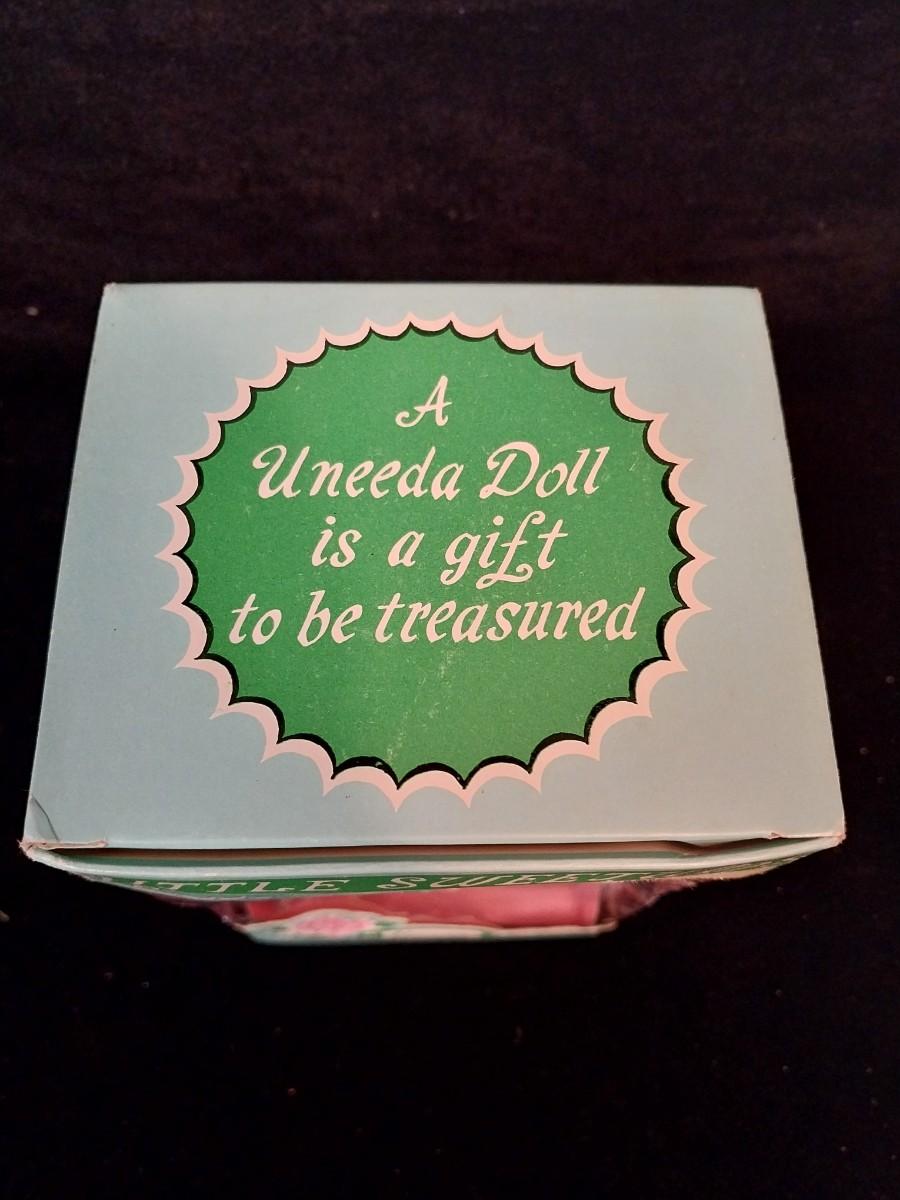 A
Uneeda Doll
is a gift
to be treasured